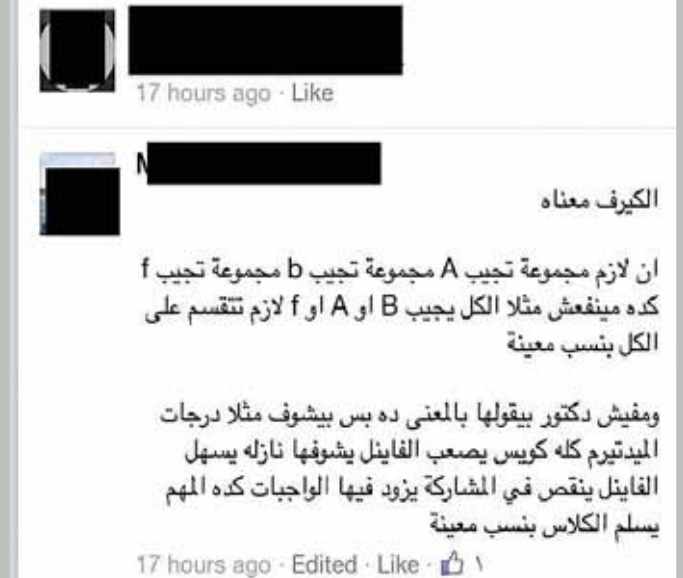 17 hours ago · Like
M
الكيرف معناه
ان لازم مجموعة تجيب A مجموعة تجيب b مجموعة تجيب f
كده مينفعش مثلا الكل يجيب B او A او f لازم تتقسم على
الكل بنسب معينة
ومفيش دكتور بيقولها بالمعنى ده بس بيشوف مثلا درجات
الميدتيرم كله كويس يصعب الفاينل يشوفها نازله يسهل
الفاينل ينقص في المشاركة يزود فيها الواجبات كده المهم
يسلم الكلاس بنسب معينة
17 hours ago · Edited · Like · ١